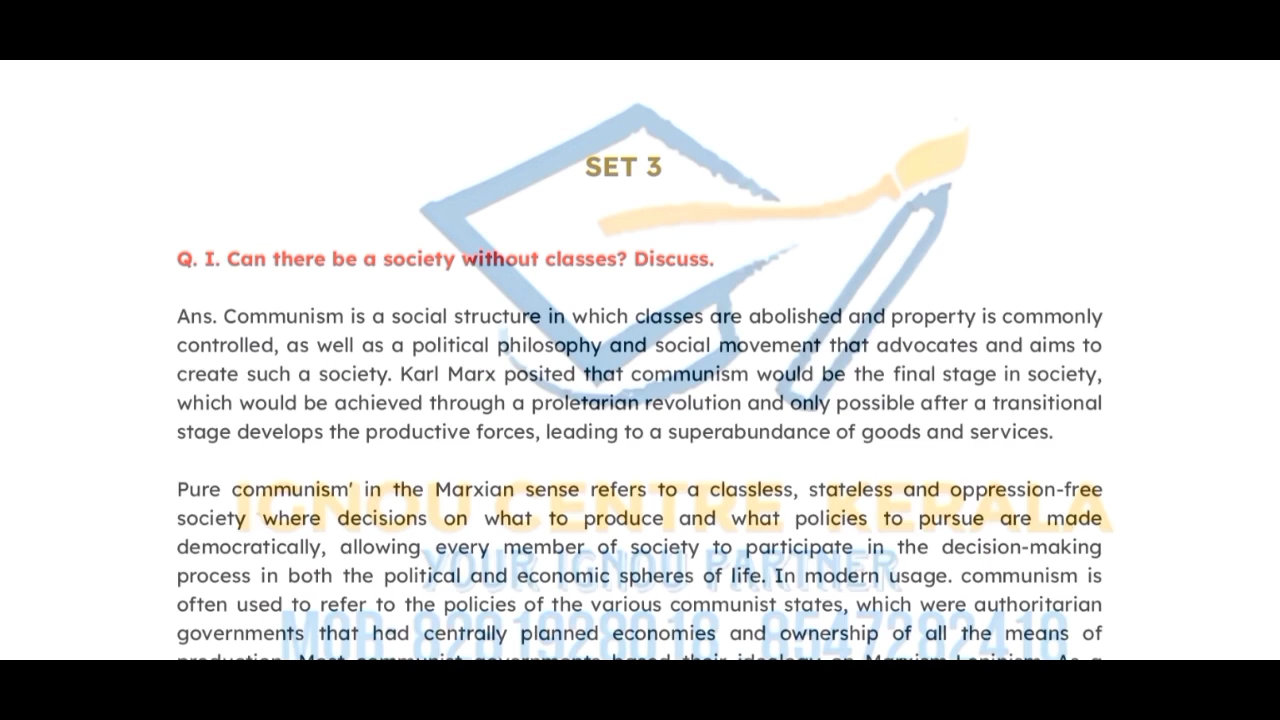 SET 3
Q. I. Can there be a society without classes? Discuss.
Ans. Communism is a social structure in which classes are abolished and property is commonly
controlled, as well as a political philosophy and social movement that advocates and aims to
create such a society. Karl Marx posited that communism would be the final stage in society,
which would be achieved through a proletarian revolution and only possible after a transitional
stage develops the productive forces, leading to a superabundance of goods and services.
Pure communism' in the Marxian sense refers to a classless, stateless and oppression-free
IGNOU CENTRE KERALA
society where decisions on what to produce and what policies to pursue are made
democratically, allowing every member of society to participate in the decision-making
YOUR IGNOU PARTNER
process in both the political and economic spheres of life. In modern usage. communism is
often used to refer to the policies of the various communist states, which were authoritarian
governments that had centrally planned economies and ownership of all the means of